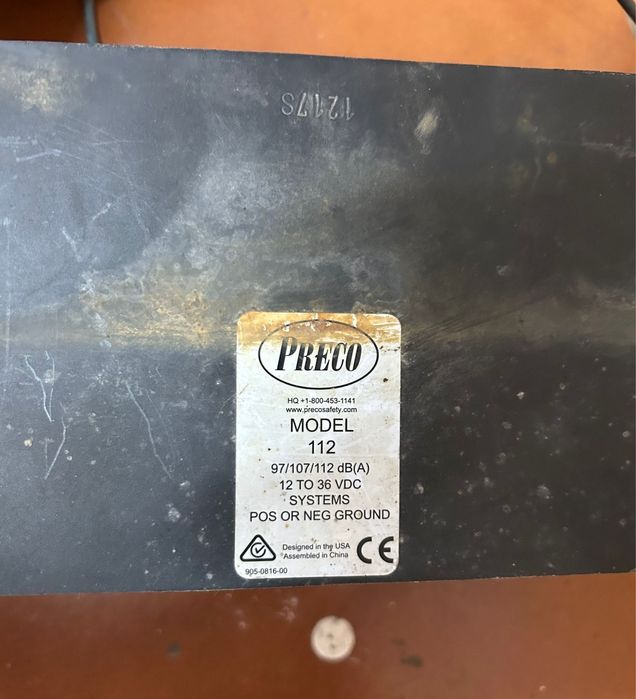 1217S
PRECO
HQ +1-800-453-1141
www.precosafety.com
MODEL
112
97/107/112 dB(A)
12 TO 36 VDC
SYSTEMS
POS OR NEG GROUND
Designed in the USA
Assembled in China
CE
905-0816-00